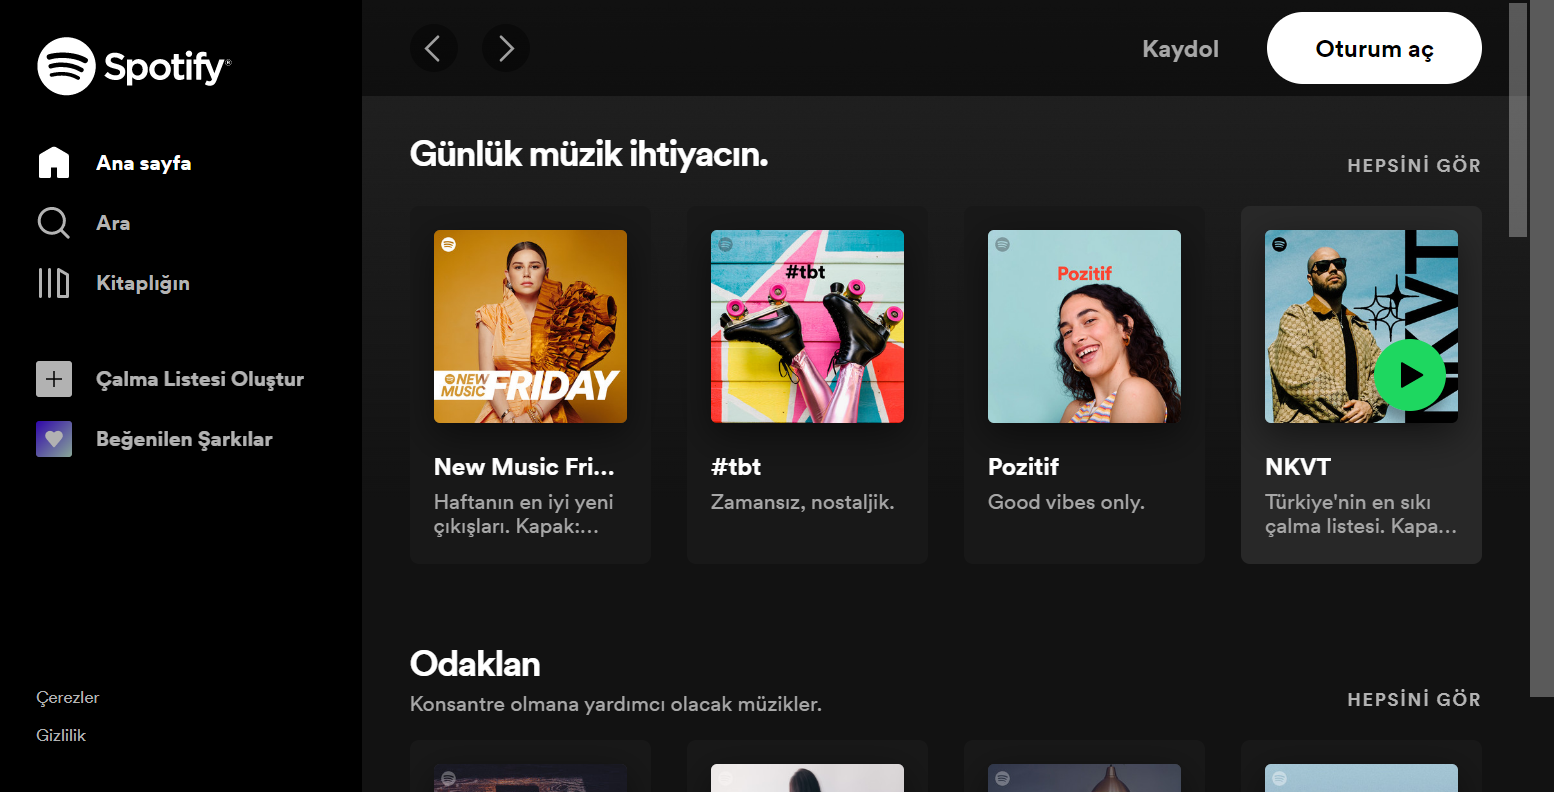 Spotify®
Ana sayfa
Ara
Kitaplığın
Çalma Listesi Oluştur
Beğenilen Şarkılar
Çerezler
Gizlilik
Kaydol
Oturum aç
Günlük müzik ihtiyacın.
HEPSİNİ GÖR
NEW
MUSIC FRIDAY
#tbt
Pozitif
NKVT
New Music Fri...
Haftanın en iyi yeni
çıkışları. Kapak:...
#tbt
Zamansız, nostaljik.
Pozitif
Good vibes only.
NKVT
Türkiye'nin en sıkı
çalma listesi. Kapa...
Odaklan
Konsantre olmana yardımcı olacak müzikler.
HEPSİNİ GÖR